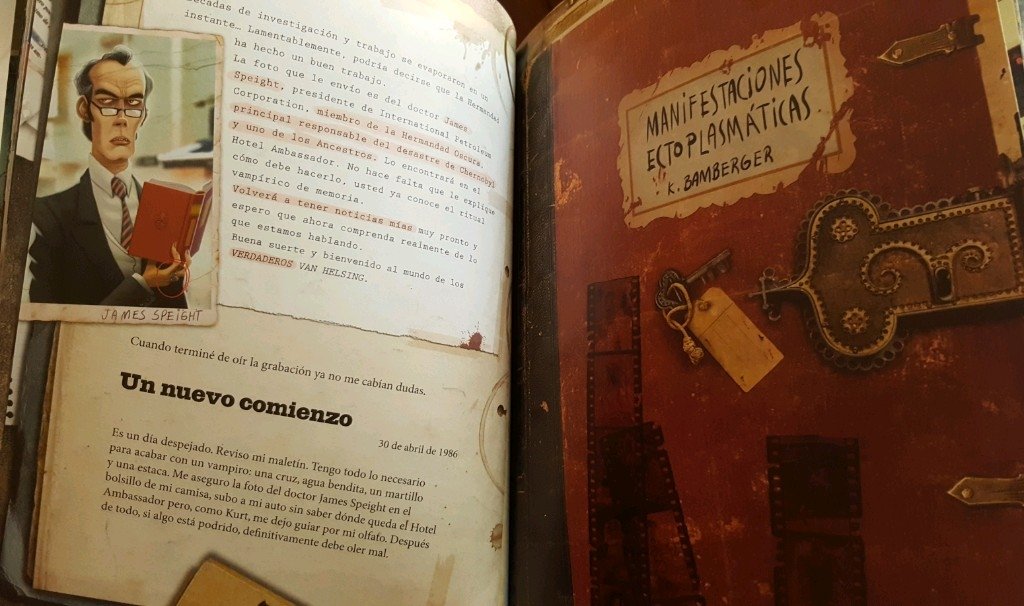 décadas de investigación y trabajo se evaporaren en un
instante… Lamentablemente, podría decirse que la Hermandad
ha hecho un buen trabajo.
La foto que le envío es del doctor James
Speight, presidente de International Petroleum
Corporation, miembro de la Hermandad Oscura,
principal responsable del desastre de Chernobyl
y uno de los Ancestros. Lo encontrará en el
Hotel Ambassador. No hace falta que le explique
cómo debe hacerlo, usted ya conoce el ritual
vampírico de memoria.
Volverá a tener noticias mías muy pronto y
espero que ahora comprenda realmente de lo
que estamos hablando.
Buena suerte y bienvenido al mundo de los
VERDADEROS VAN HELSING.
JAMES SPEIGHT
Cuando terminé de oír la grabación ya no me cabían dudas.
Un nuevo comienzo
30 de abril de 1986
Es un día despejado. Reviso mi maletín. Tengo todo lo necesario
para acabar con un vampiro: una cruz, agua bendita, un martillo
y una estaca. Me aseguro la foto del doctor James Speight en el
bolsillo de mi camisa, subo a mi auto sin saber dónde queda el Hotel
Ambassador pero, como Kurt, me dejo guiar por mi olfato. Después
de todo, si algo está podrido, definitivamente debe oler mal.
MANIFESTACIONES
ECTOPLASMÁTICAS
K. BAMBERGER